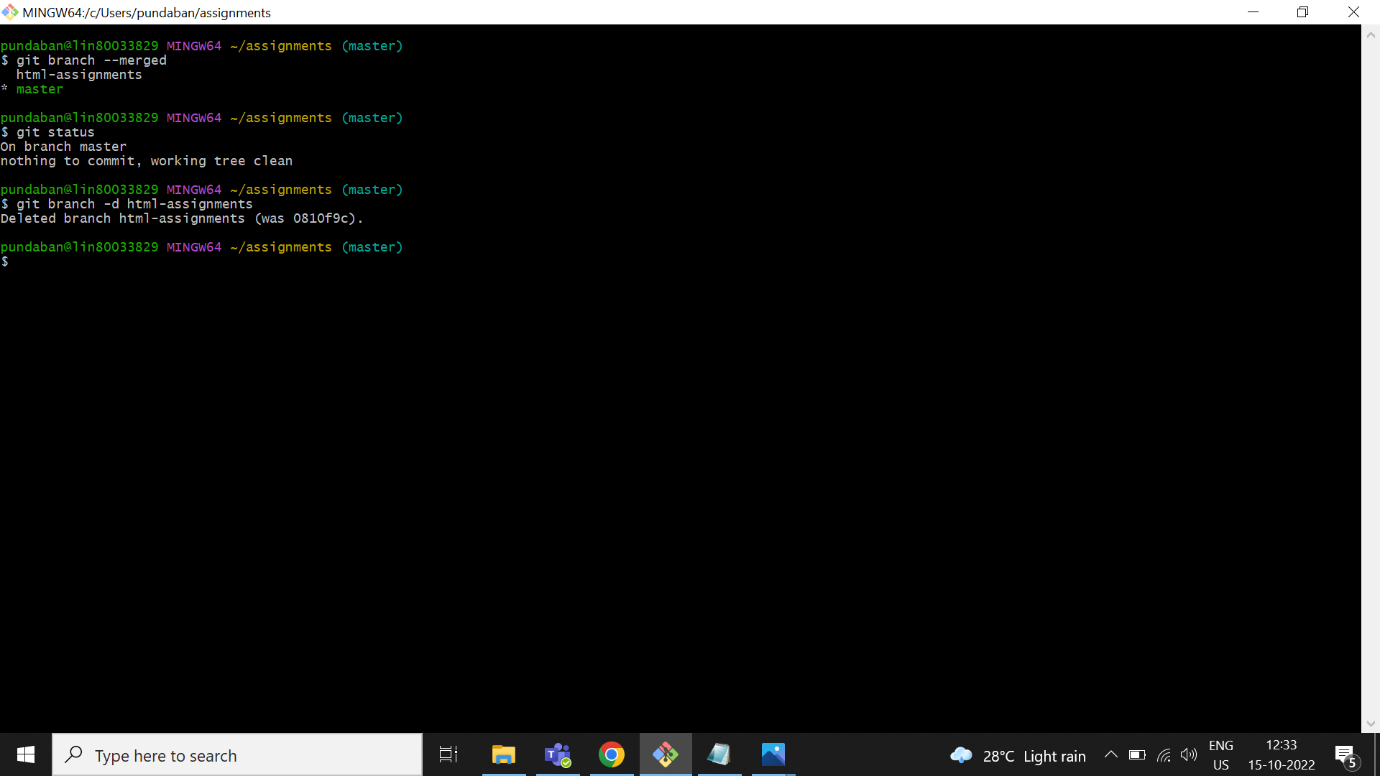 MINGW64:/c/Users/pundaban/assignments
pundaban@lin80033829 MINGW64 ~/assignments (master)
$ git branch --merged
  html-assignments
* master
pundaban@lin80033829 MINGW64 ~/assignments (master)
$ git status
On branch master
nothing to commit, working tree clean
pundaban@lin80033829 MINGW64 ~/assignments (master)
$ git branch -d html-assignments
Deleted branch html-assignments (was 0810f9c).
pundaban@lin80033829 MINGW64 ~/assignments (master)
$
Type here to search
28°C Light rain
ENG
US
12:33
15-10-2022
5